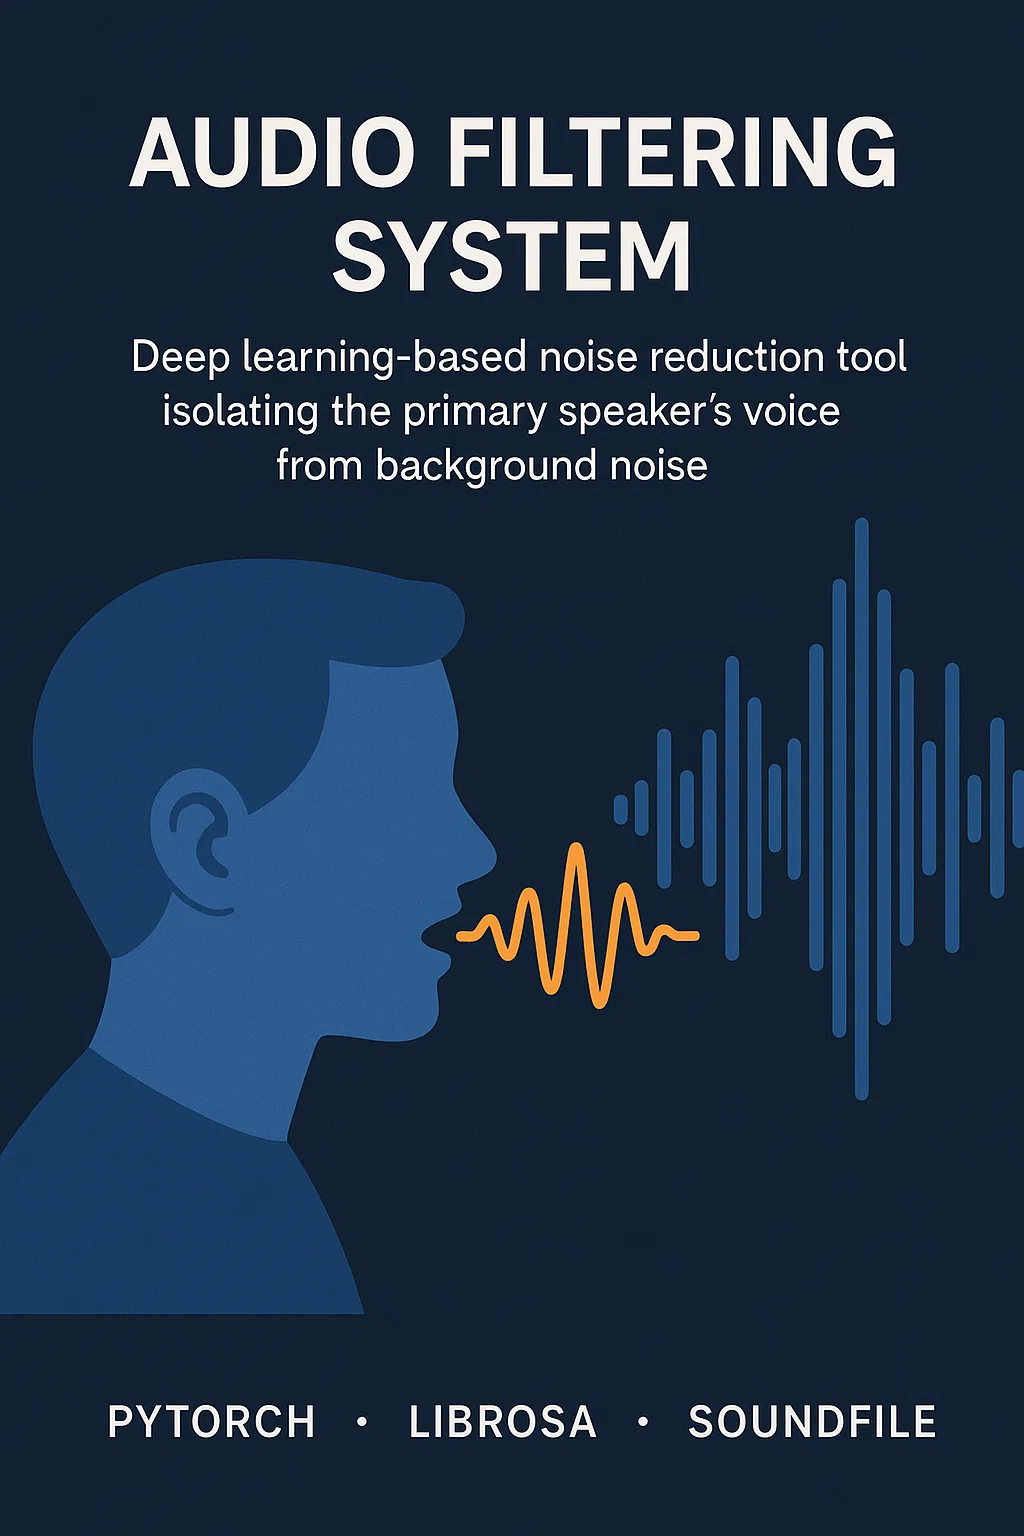 AUDIO FILTERING
SYSTEM
Deep learning-based noise reduction tool
isolating the primary speaker’s voice
from background noise
PYTORCH • LIBROSA • SOUNDFILE